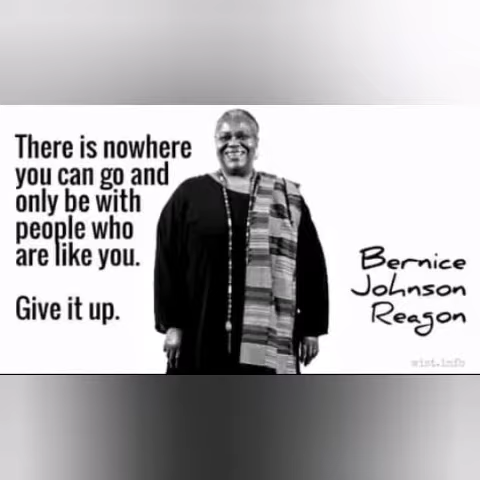 There is nowhere
you can go and
only be with
people who
are like you.
Give it up.
Bernice
Johnson
Reagon
wist.info